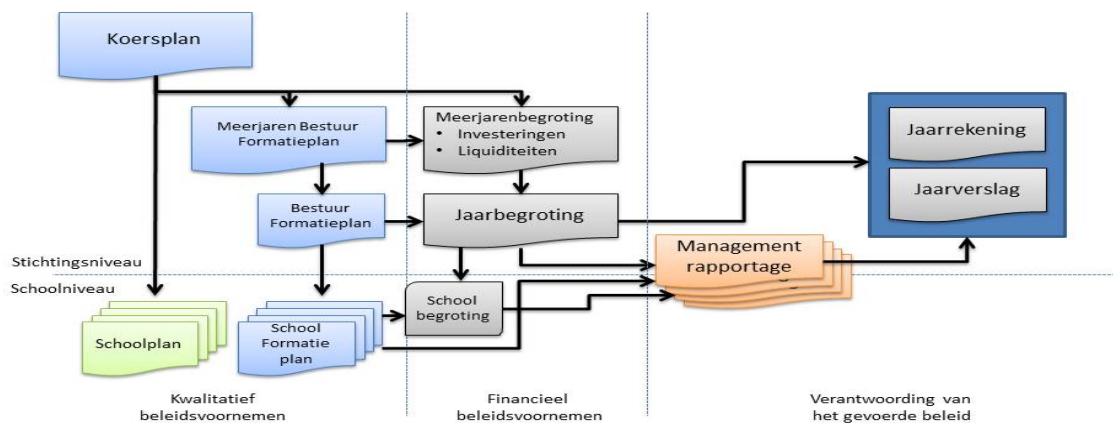 Koersplan
Meerjaren Bestuur
Formatieplan
Meerjarenbegroting
• Investeringen
• Liquiditeiten
Jaarrekening
Jaarverslag
Bestuur
Formatieplan
Jaarbegroting
Management
rapportage
Stichtingsniveau
Schoolniveau
School
begroting
Schoolplan
School
Formatie
plan
Kwalitatief
beleidsvoornemen
Financieel
beleidsvoornemen
Verantwoording van
het gevoerde beleid